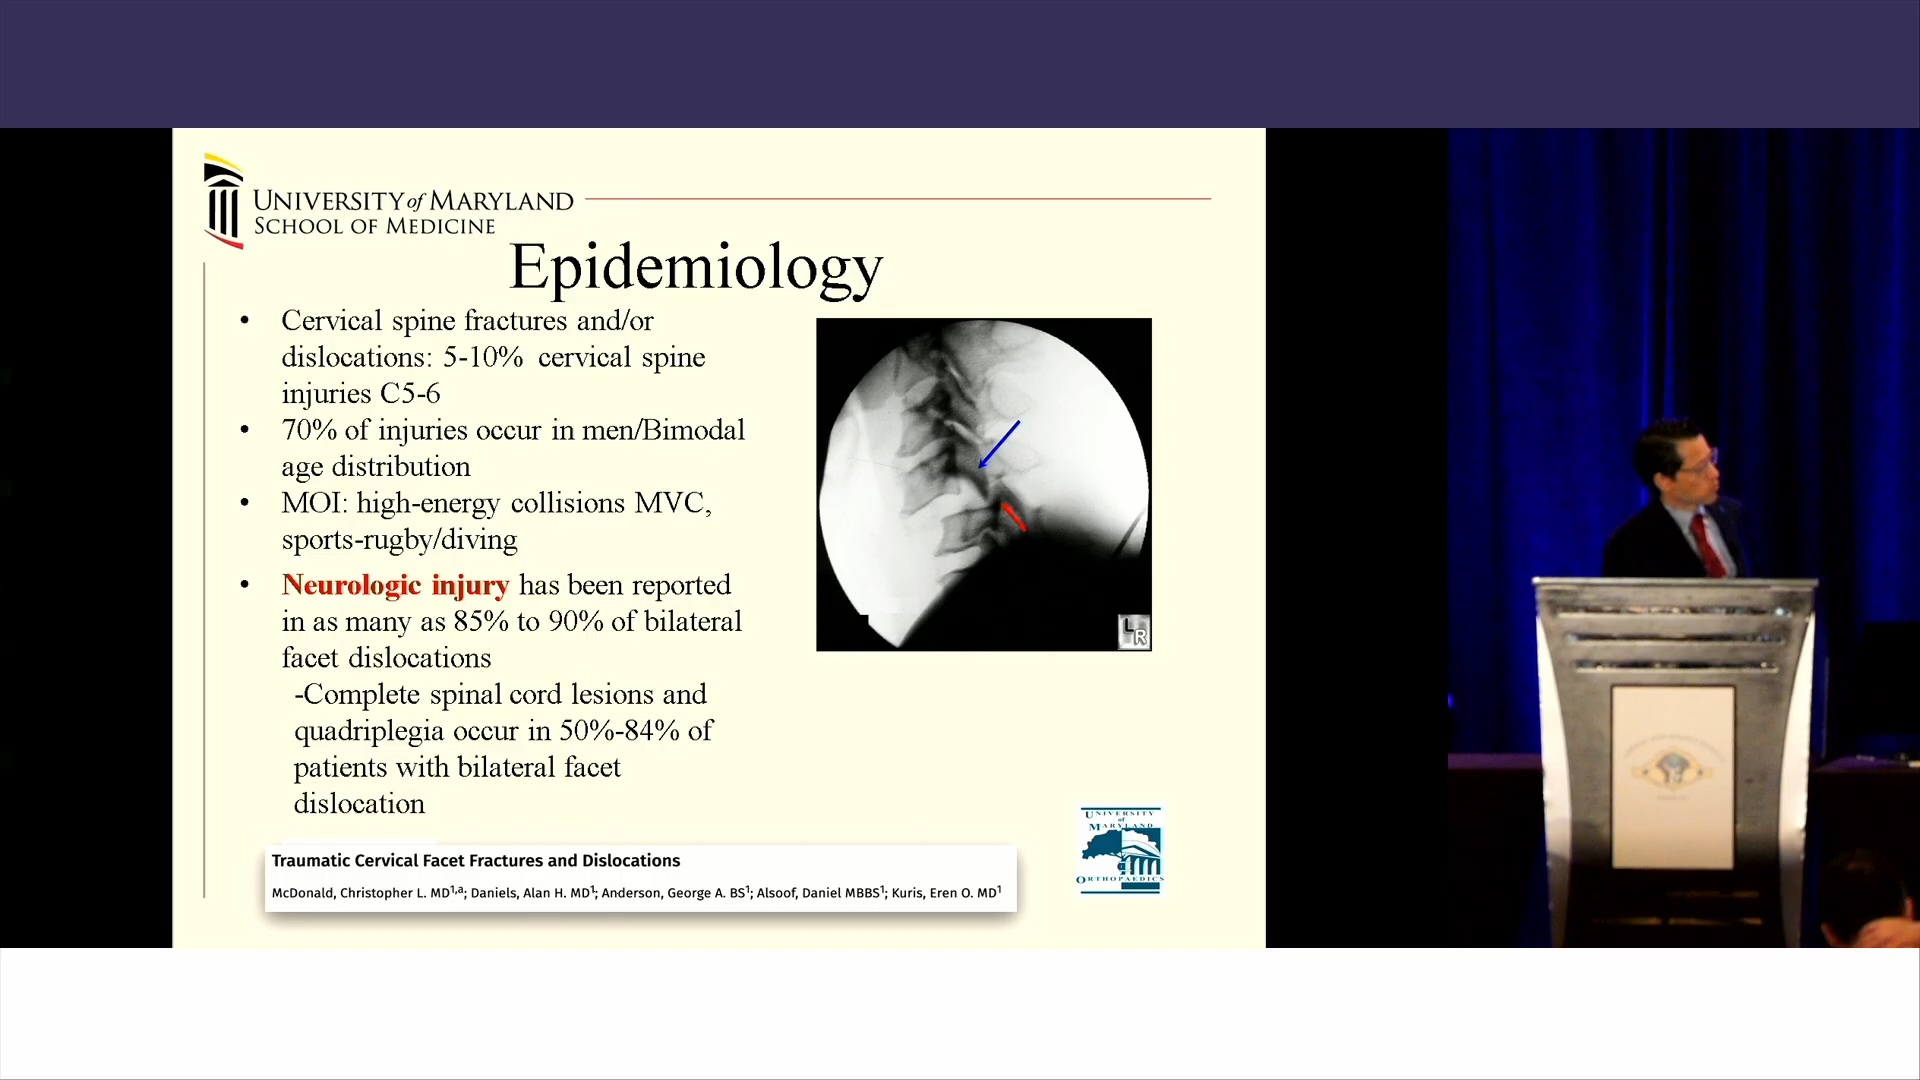 UNIVERSITY of MARYLAND
SCHOOL OF MEDICINE
Epidemiology
• Cervical spine fractures and/or
dislocations: 5-10% cervical spine
injuries C5-6
• 70% of injuries occur in men/Bimodal
age distribution
• MOI: high-energy collisions MVC,
sports-rugby/diving
• Neurologic injury has been reported
in as many as 85% to 90% of bilateral
facet dislocations
-Complete spinal cord lesions and
quadriplegia occur in 50%-84% of
patients with bilateral facet
dislocation
L
R
Traumatic Cervical Facet Fractures and Dislocations
McDonald, Christopher L. MD1,a; Daniels, Alan H. MD1; Anderson, George A. BS1; Alsoof, Daniel MBBS1; Kuris, Eren O. MD1
UNIVERSITY
of
MARYLAND
ORTHOPAEDICS